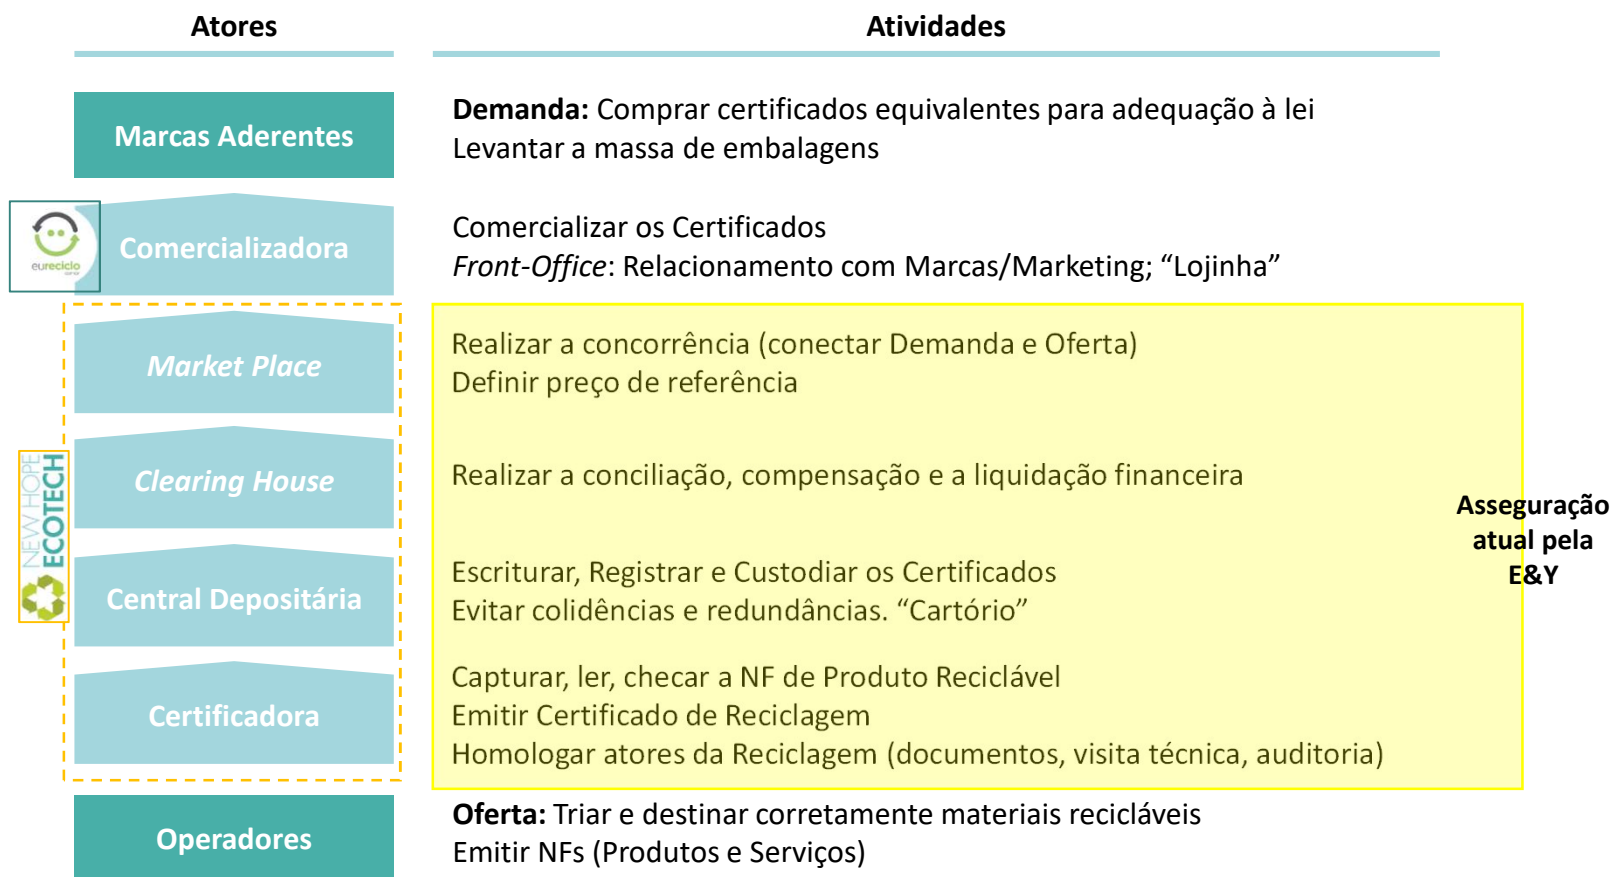 Atores
Atividades
Marcas Aderentes
Demanda: Comprar certificados equivalentes para adequação à lei
Levantar a massa de embalagens
eureciclo
Comercializadora
Comercializar os Certificados
Front-Office: Relacionamento com Marcas/Marketing; “Lojinha”
Market Place
Realizar a concorrência (conectar Demanda e Oferta)
Definir preço de referência
NEW HOPE
ECOTECH
Clearing House
Realizar a conciliação, compensação e a liquidação financeira
Asseguração
atual pela
E&Y
Central Depositária
Escriturar, Registrar e Custodiar os Certificados
Evitar colidências e redundâncias. “Cartório”
Certificadora
Capturar, ler, checar a NF de Produto Reciclável
Emitir Certificado de Reciclagem
Homologar atores da Reciclagem (documentos, visita técnica, auditoria)
Operadores
Oferta: Triar e destinar corretamente materiais recicláveis
Emitir NFs (Produtos e Serviços)